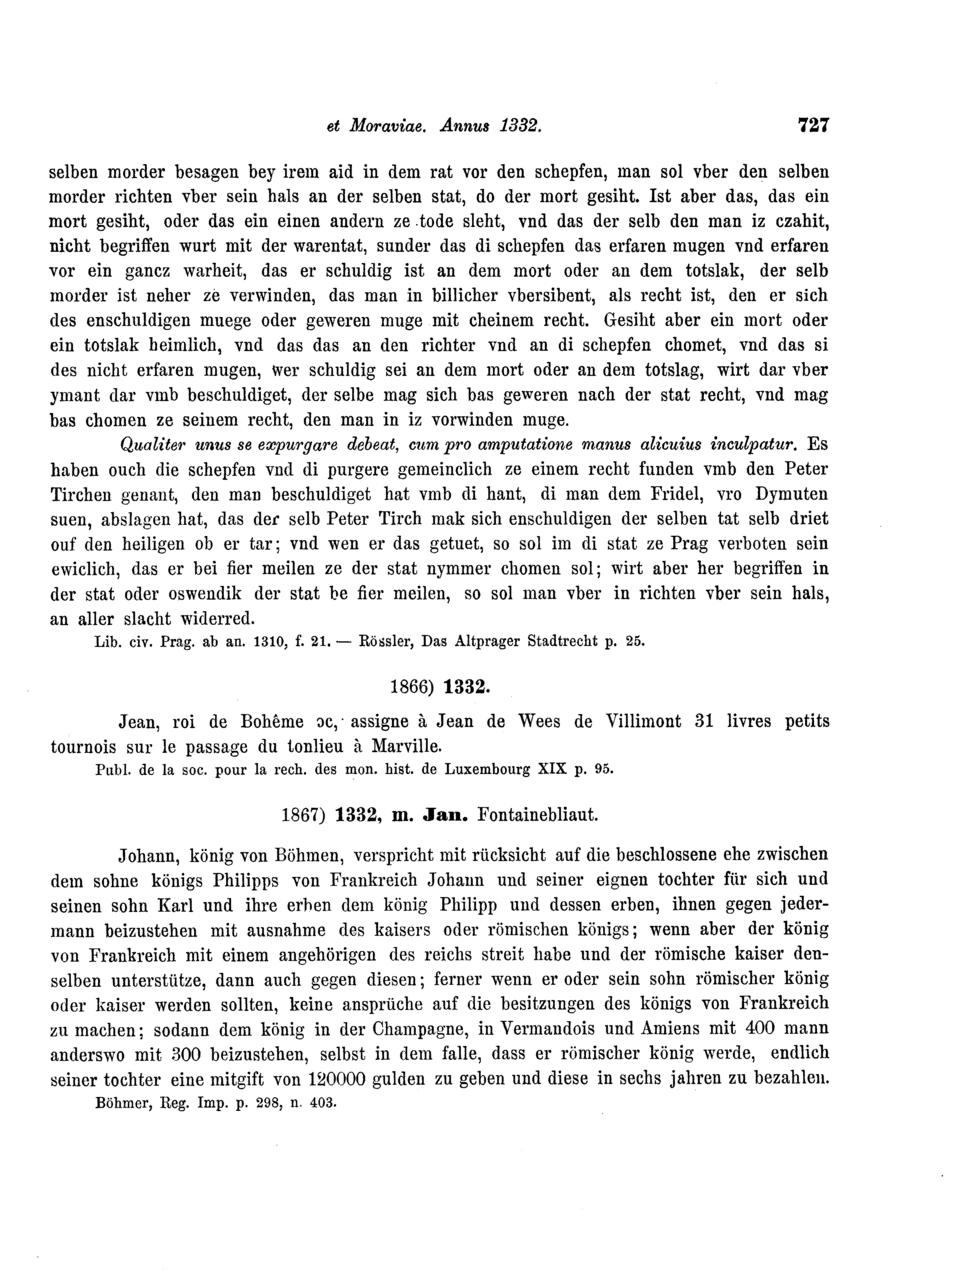 et Moraviae. Annus 1332. 727
selben morder besagen bey irem aid in dem rat vor den schepfen, man sol vber den selben
morder richten vber sein hals an der selben stat, do der mort gesiht. Ist aber das, das ein
mort gesiht, oder das ein einen andern ze tode sleht, vnd das der selb den man iz czahit,
nicht begriffen wurt mit der warentat, sunder das di schepfen das erfaren mugen vnd erfaren
vor ein gancz warheit, das er schuldig ist an dem mort oder an dem totslak, der selb
morder ist neher ze verwinden, das man in billicher vbersibent, als recht ist, den er sich
des enschuldigen muege oder geweren muge mit cheinem recht. Gesiht aber ein mort oder
ein totslak heimlich, vnd das das an den richter vnd an di schepfen chomet, vnd das si
des nicht erfaren mugen, wer schuldig sei an dem mort oder an dem totslag, wirt dar vber
ymant dar vmb beschuldiget, der selbe mag sich bas geweren nach der stat recht, vnd mag
bas chomen ze seinem recht, den man in iz vorwinden muge.
Qualiter unus se expurgare debeat, cum pro amputatione manus alicuius inculpatur. Es
haben ouch die schepfen vnd di purgere gemeinclich ze einem recht funden vmb den Peter
Tirchen genant, den man beschuldiget hat vmb di hant, di man dem Fridel, vro Dymuten
suen, abslagen hat, das der selb Peter Tirch mak sich enschuldigen der selben tat selb driet
ouf den heiligen ob er tar; vnd wen er das getuet, so sol im di stat ze Prag verboten sein
ewiclich, das er bei fier meilen ze der stat nymmer chomen sol; wirt aber her begriffen in
der stat oder oswendik der stat be fier meilen, so sol man vber in richten vber sein hals,
an aller slacht widerred.
Lib. civ. Prag. ab an. 1310, f. 21. — Rössler, Das Altprager Stadtrecht p. 25.
1866) 1332.
Jean, roi de Bohême ɔc, assigne à Jean de Wees de Villimont 31 livres petits
tournois sur le passage du tonlieu à Marville.
Publ. de la soc. pour la rech. des mon. hist. de Luxembourg XIX p. 95.
1867) 1332, m. Jan. Fontainebliaut.
Johann, könig von Böhmen, verspricht mit rücksicht auf die beschlossene ehe zwischen
dem sohne königs Philipps von Frankreich Johann und seiner eignen tochter für sich und
seinen sohn Karl und ihre erben dem könig Philipp und dessen erben, ihnen gegen jeder-
mann beizustehen mit ausnahme des kaisers oder römischen königs; wenn aber der könig
von Frankreich mit einem angehörigen des reichs streit habe und der römische kaiser den-
selben unterstütze, dann auch gegen diesen; ferner wenn er oder sein sohn römischer könig
oder kaiser werden sollten, keine ansprüche auf die besitzungen des königs von Frankreich
zu machen; sodann dem könig in der Champagne, in Vermandois und Amiens mit 400 mann
anderswo mit 300 beizustehen, selbst in dem falle, dass er römischer könig werde, endlich
seiner tochter eine mitgift von 120000 gulden zu geben und diese in sechs jahren zu bezahlen.
Böhmer, Reg. Imp. p. 298, n. 403.